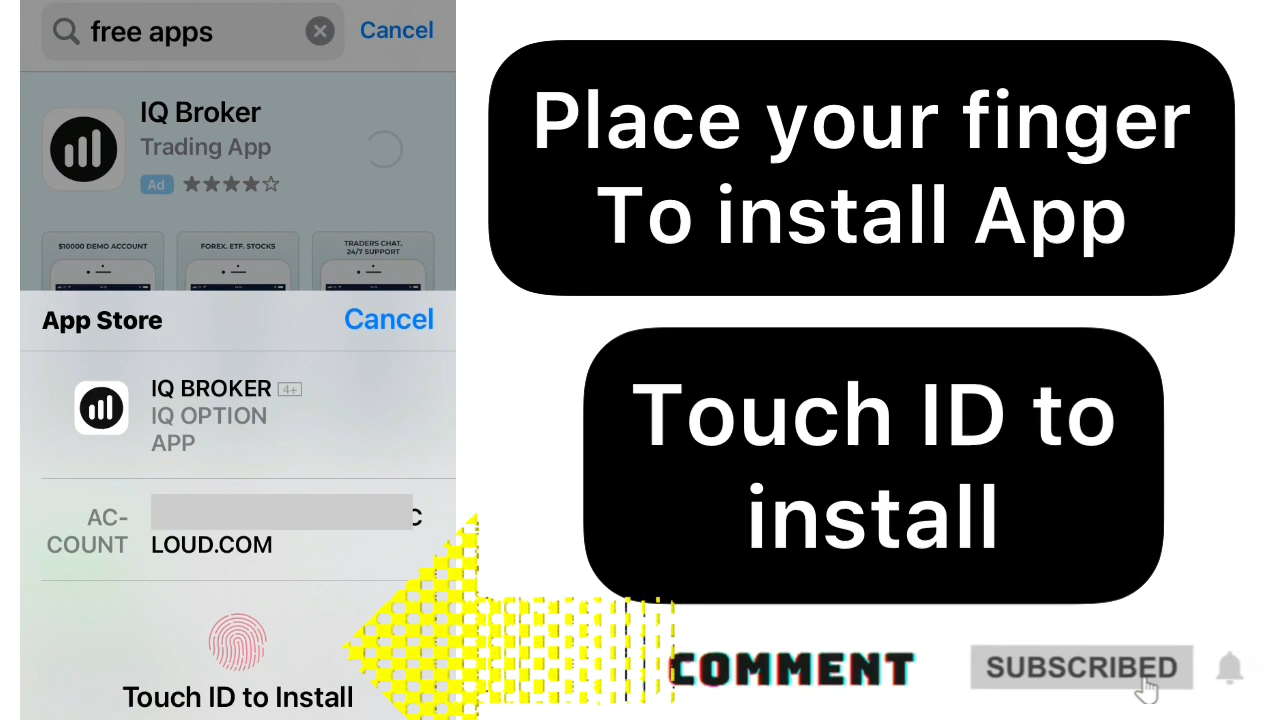 free apps
Cancel
IQ Broker
Trading App
Ad
$10000 DEMO ACCOUNT
FOREX. ETF. STOCKS
TRADERS CHAT.
24/7 SUPPORT
App Store
Cancel
IQ BROKER 4+
IQ OPTION
APP
AC-
COUNT
C
LOUD.COM
Touch ID to Install
Place your finger
To install App
Touch ID to
install
COMMENT
SUBSCRIBED